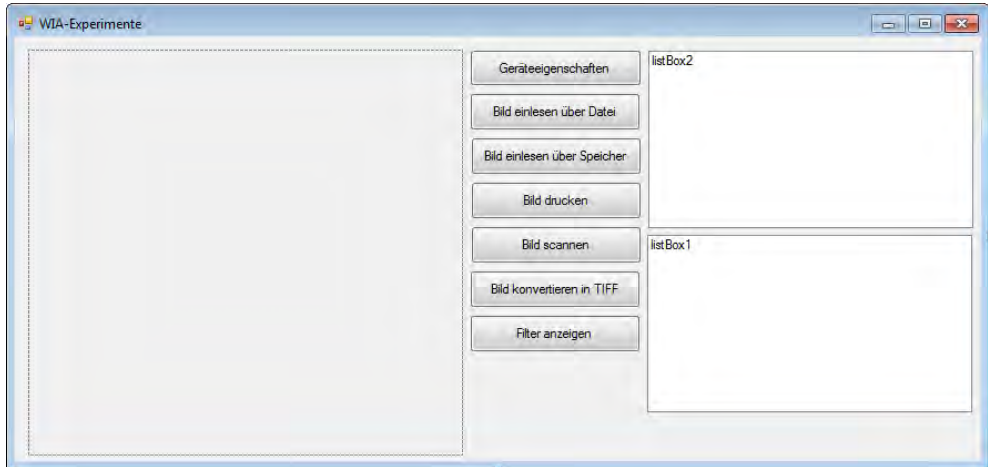 WIA-Experimente
Geräteeigenschaften
Bild einlesen über Datei
Bild einlesen über Speicher
Bild drucken
Bild scannen
Bild konvertieren in TIFF
Filter anzeigen
listBox2
listBox1